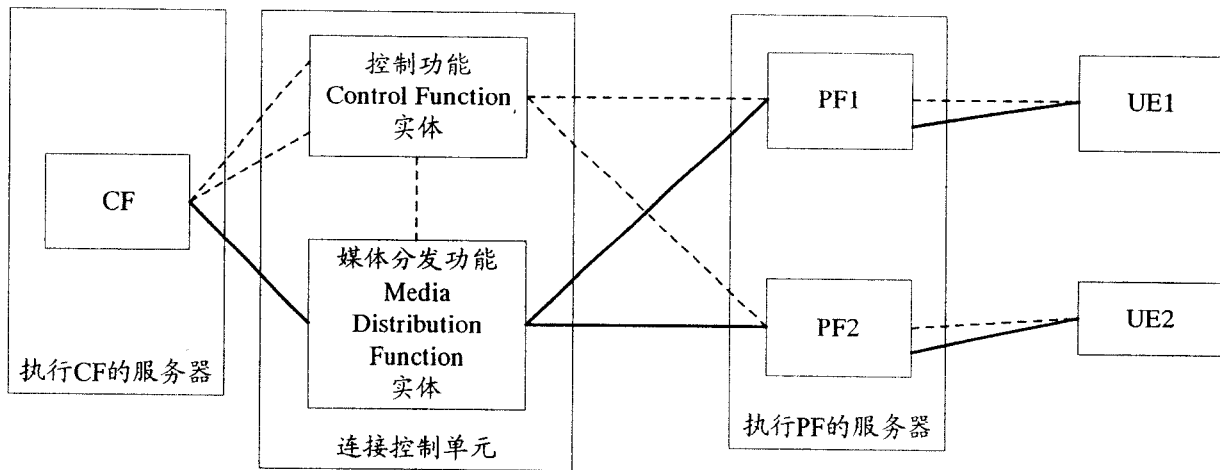 CF
执行CF的服务器
控制功能
Control Function
实体
媒体分发功能
Media
Distribution
Function
实体
连接控制单元
PF1
PF2
执行PF的服务器
UE1
UE2